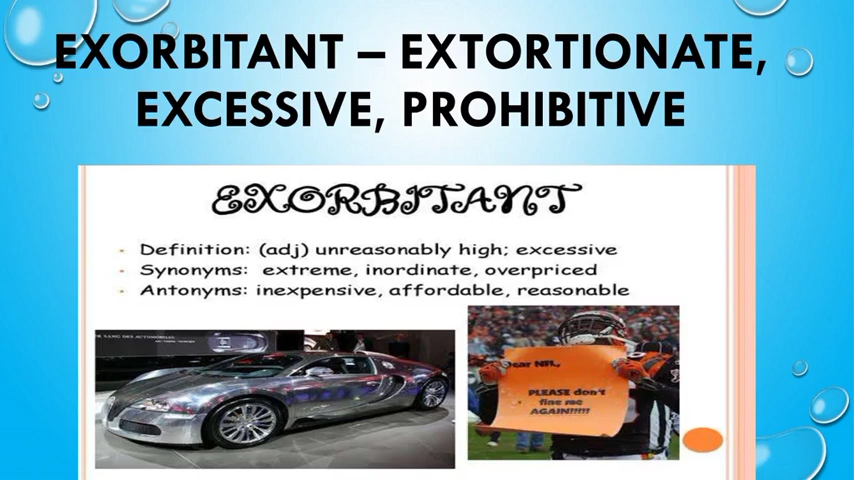 EXORBITANT – EXTORTIONATE,
EXCESSIVE, PROHIBITIVE
EXORBITANT
- Definition: (adj) unreasonably high; excessive
- Synonyms: extreme, inordinate, overpriced
- Antonyms: inexpensive, affordable, reasonable
Dear NFL,
PLEASE don't
fine me
AGAIN!!!!!